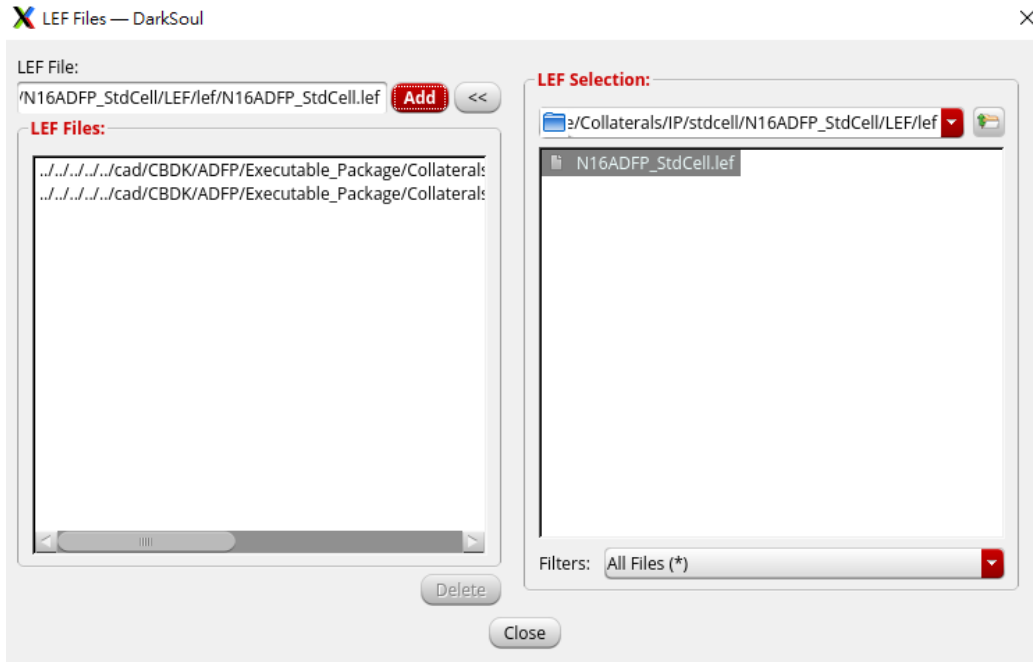 LEF Files — DarkSoul
LEF File:
/N16ADFP_StdCell/LEF/lef/N16ADFP_StdCell.lef
Add
<<
LEF Files:
../../../../../cad/CBDK/ADFP/Executable_Package/Collaterals
../../../../../cad/CBDK/ADFP/Executable_Package/Collaterals
Delete
LEF Selection:
e/Collaterals/IP/stdcell/N16ADFP_StdCell/LEF/lef
N16ADFP_StdCell.lef
Filters:
All Files (*)
Close